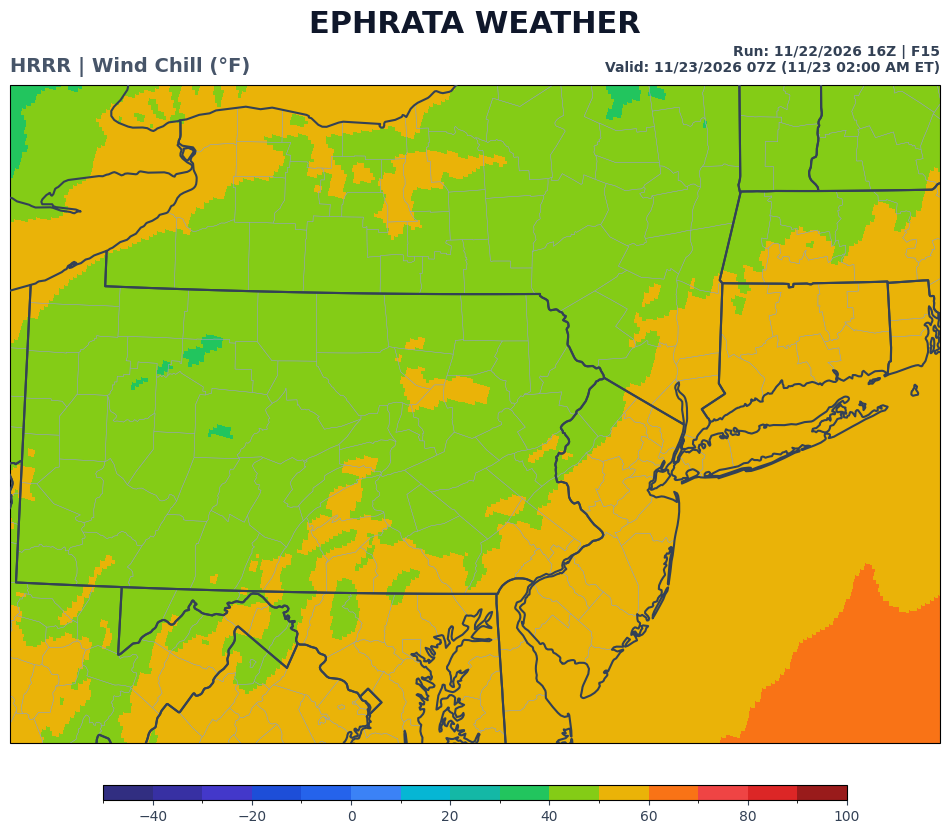 EPHRATA WEATHER
HRRR | Wind Chill (°F)
Run: 11/22/2026 16Z | F15
Valid: 11/23/2026 07Z (11/23 02:00 AM ET)
−40 −20 0 20 40 60 80 100